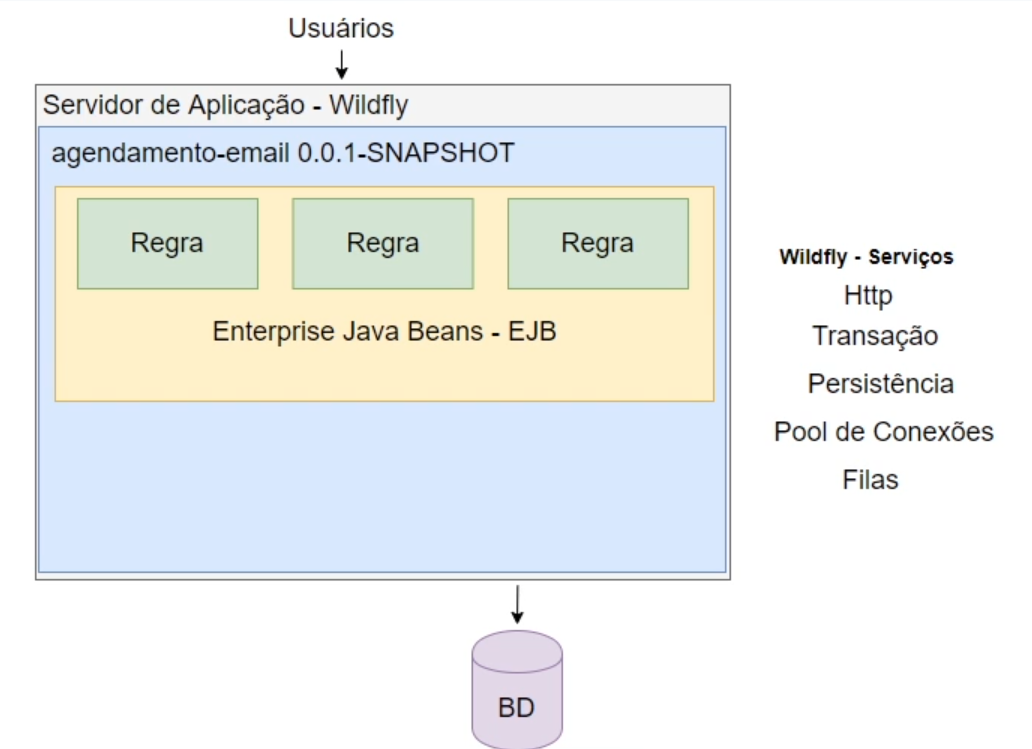 Usuários
Servidor de Aplicação - Wildfly
agendamento-email 0.0.1-SNAPSHOT
Regra
Regra
Regra
Enterprise Java Beans - EJB
Wildfly - Serviços
Http
Transação
Persistência
Pool de Conexões
Filas
BD